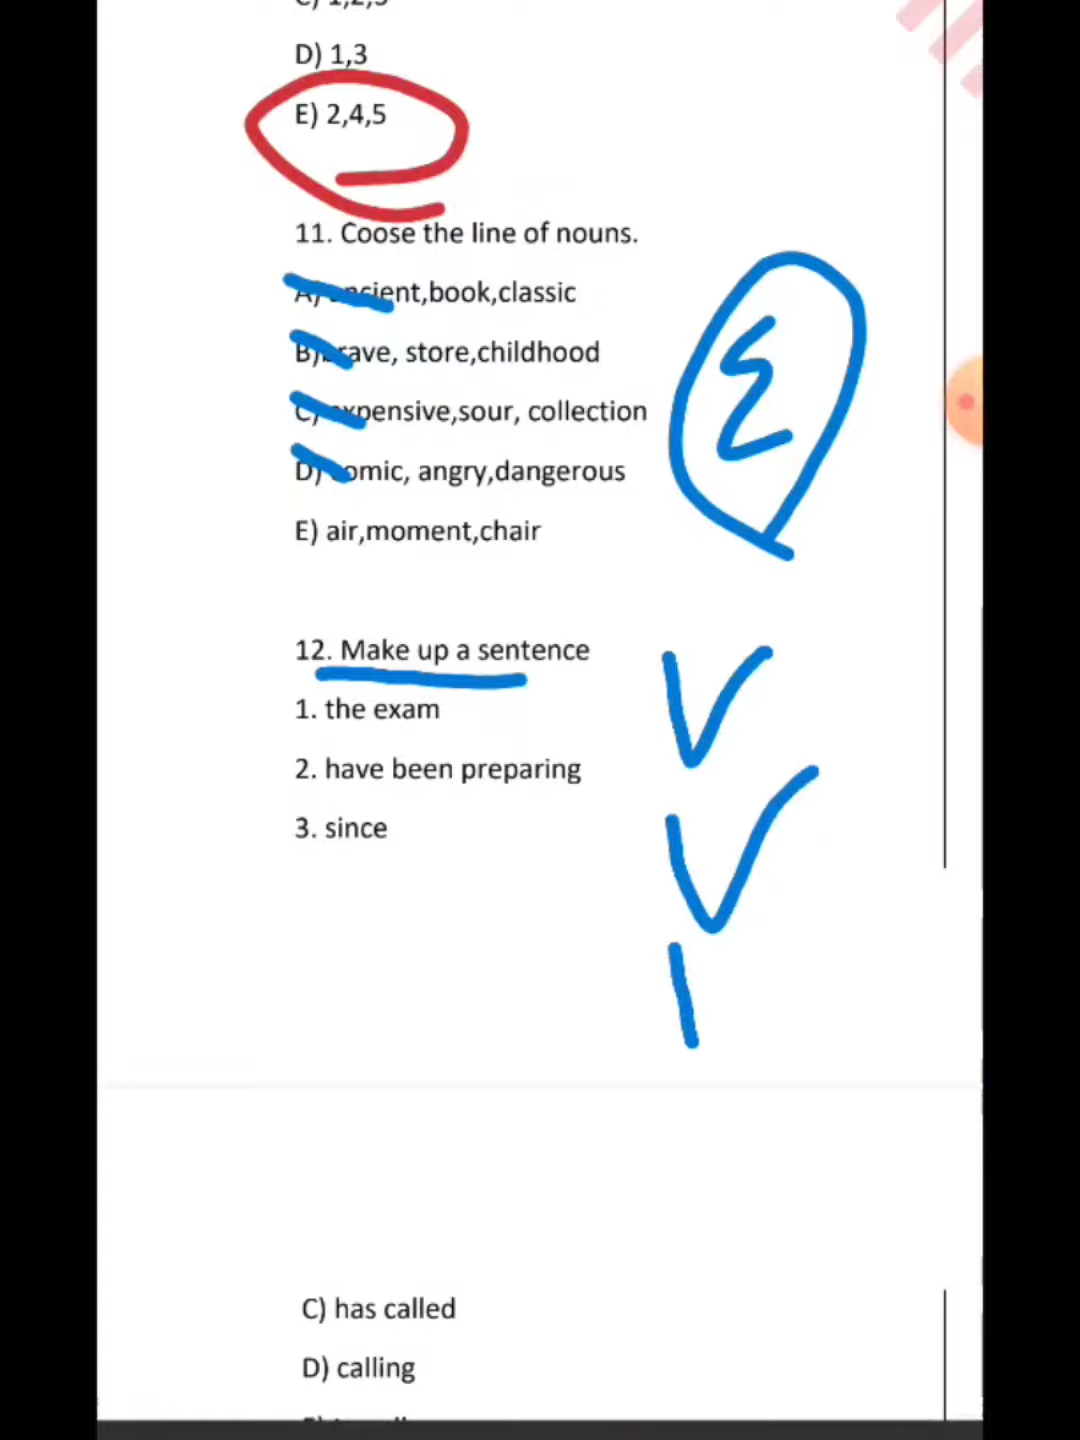 D) 1,3
E) 2,4,5
11. Coose the line of nouns.
A) ancient,book,classic
B)brave, store,childhood
C) expensive,sour, collection
D) comic, angry,dangerous
E) air,moment,chair
E
12. Make up a sentence
1. the exam
2. have been preparing
3. since
C) has called
D) calling